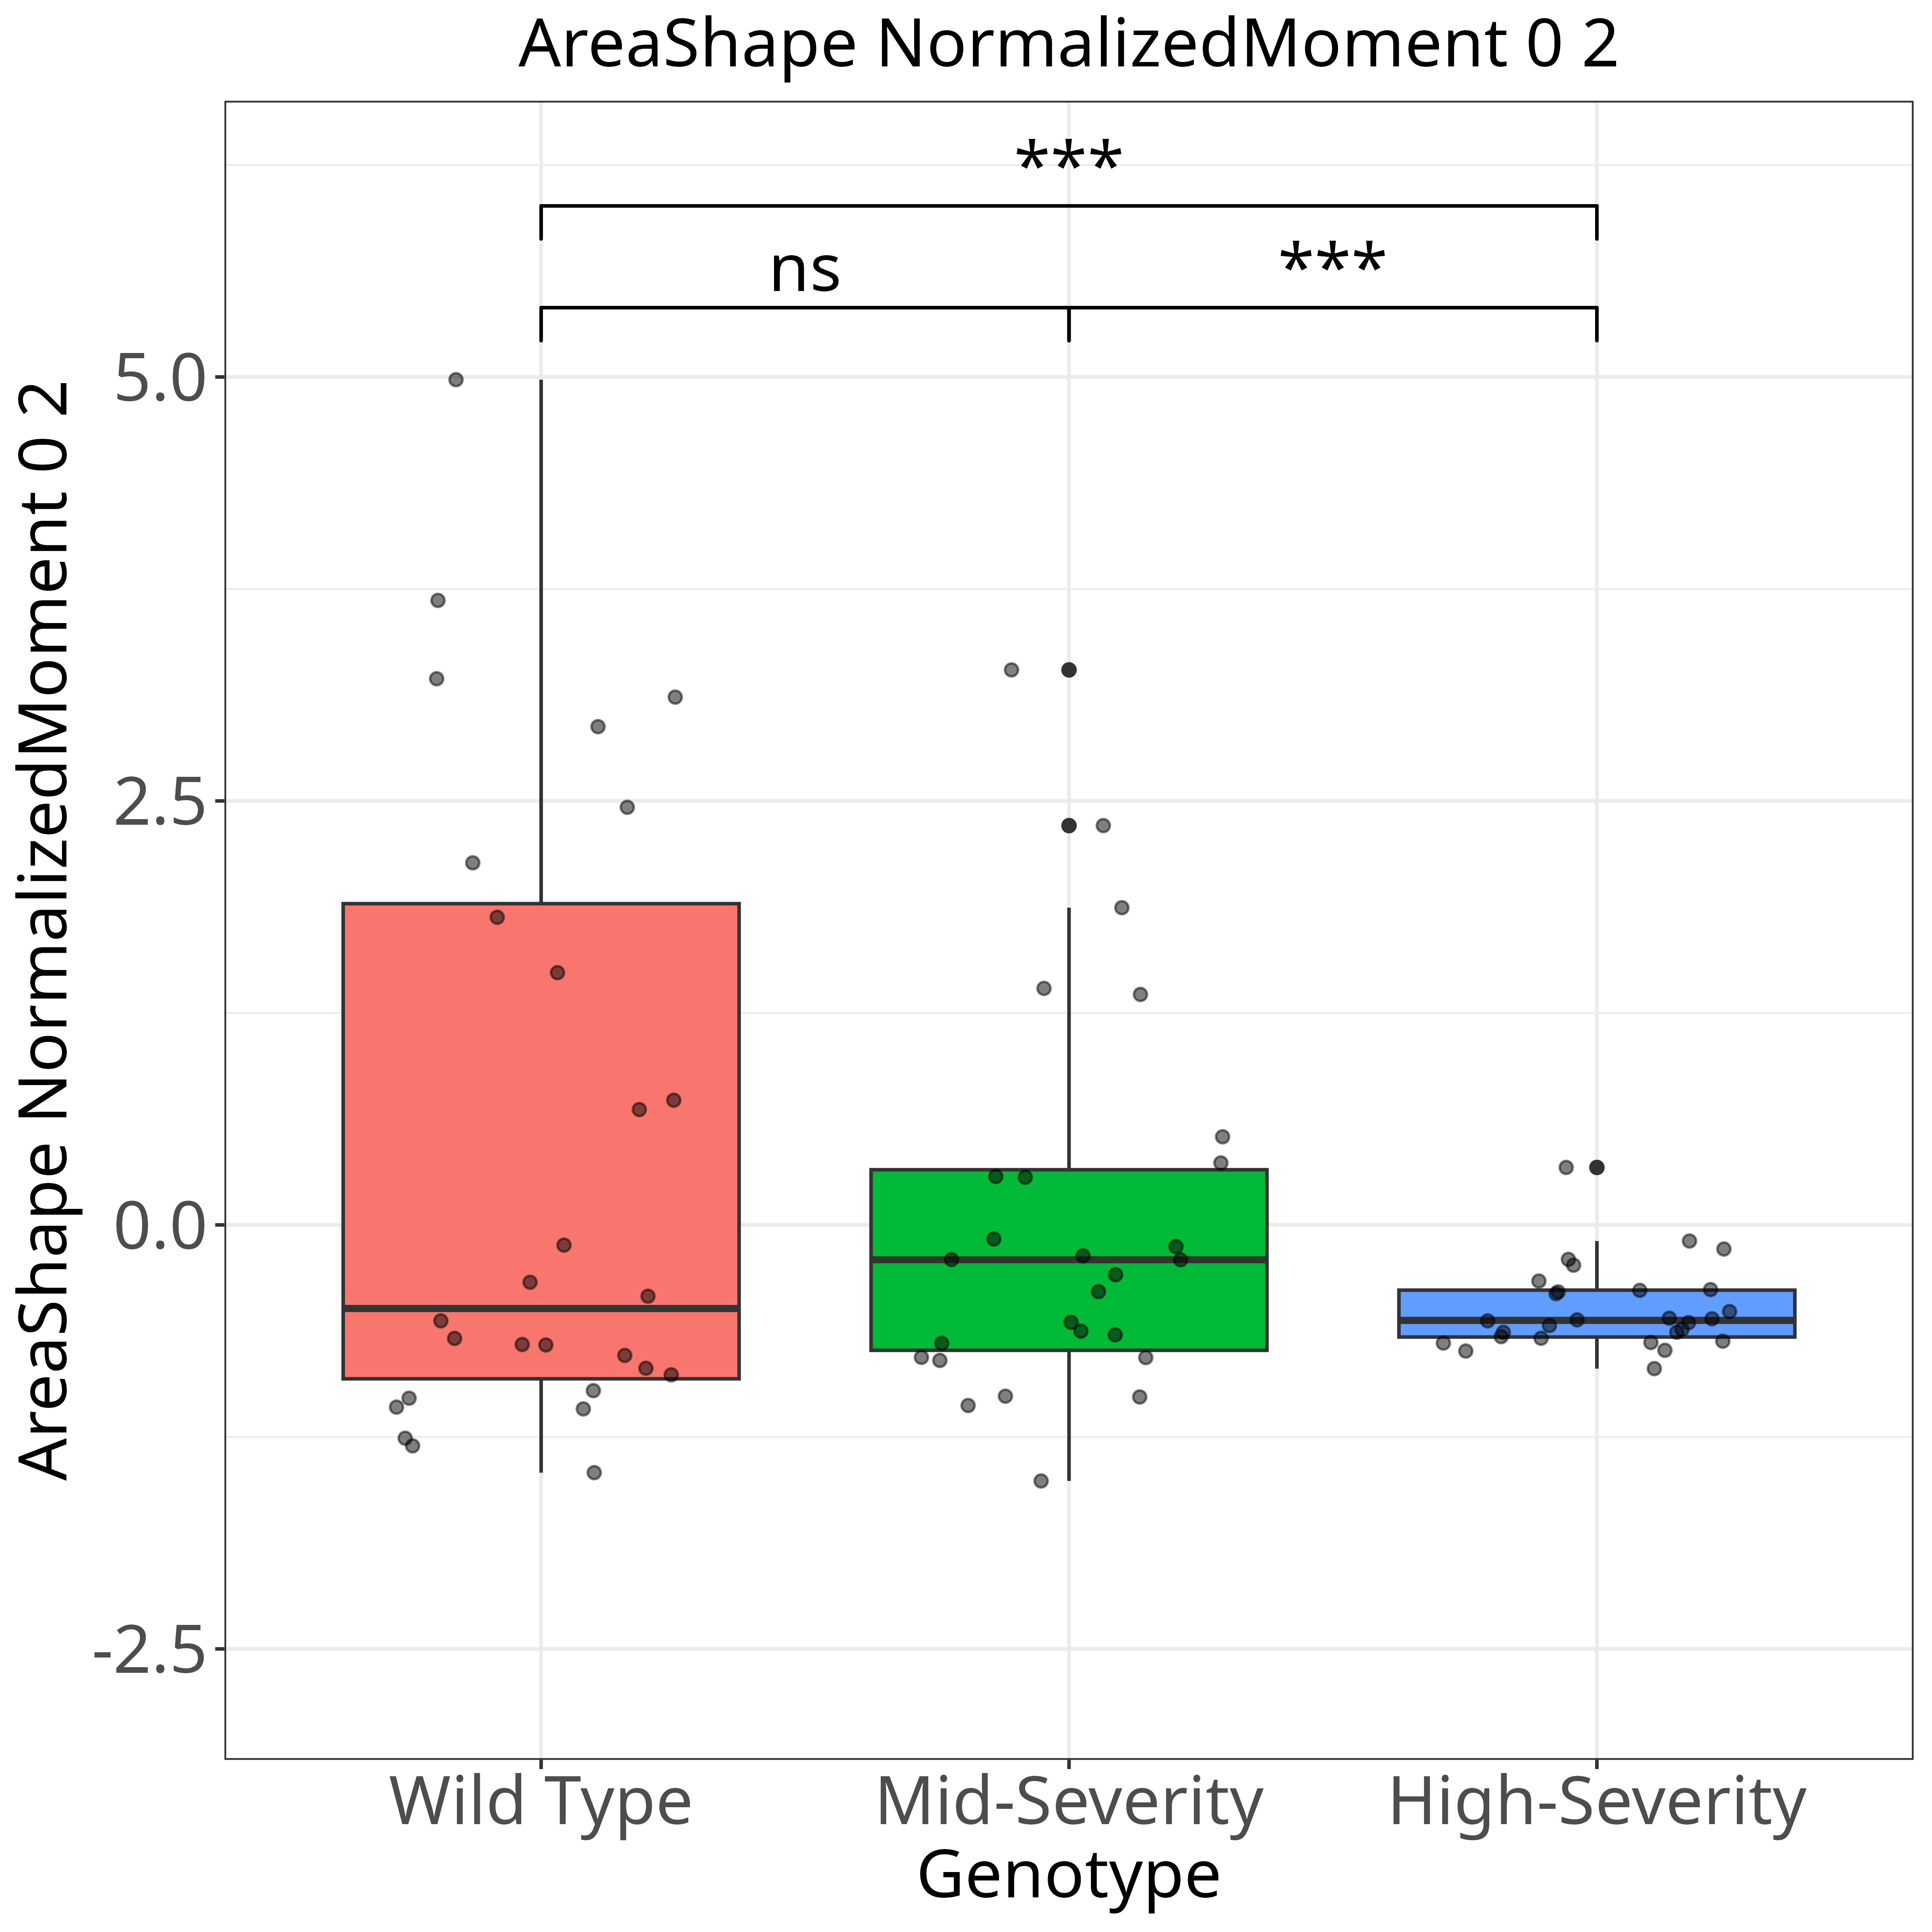 AreaShape NormalizedMoment 0 2
***
ns
***
5.0
2.5
0.0
-2.5
AreaShape NormalizedMoment 0 2
Wild Type
Mid-Severity
High-Severity
Genotype